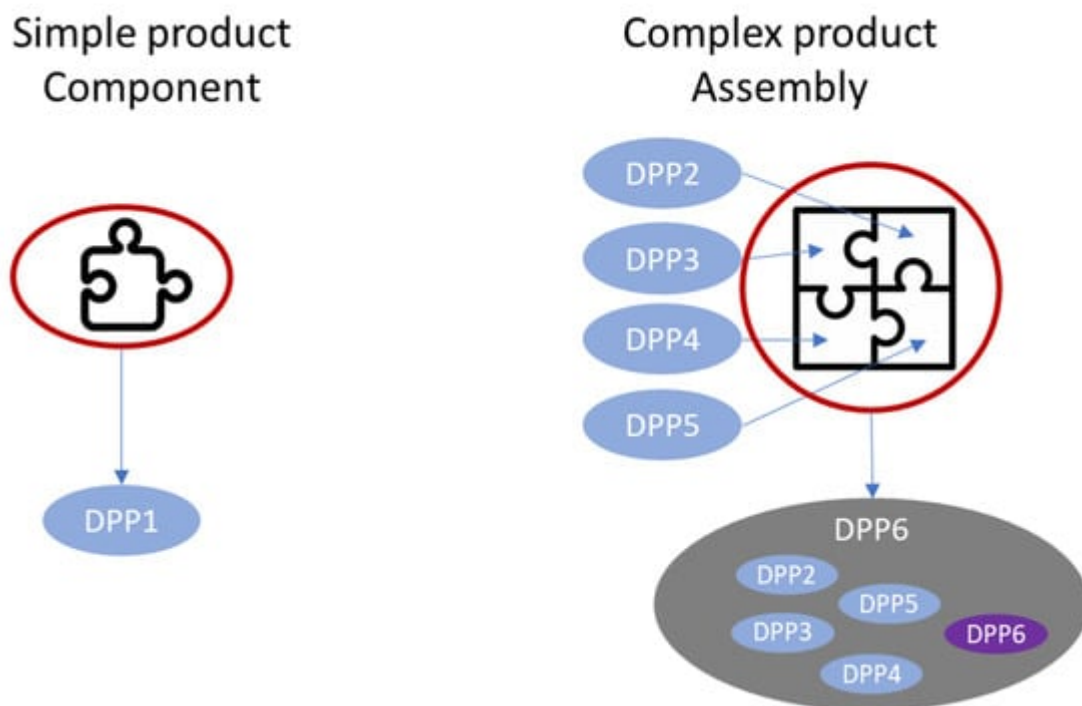 Simple product
Component
Complex product
Assembly
DPP2
DPP3
DPP4
DPP5
DPP1
DPP6
DPP2
DPP5
DPP3
DPP6
DPP4